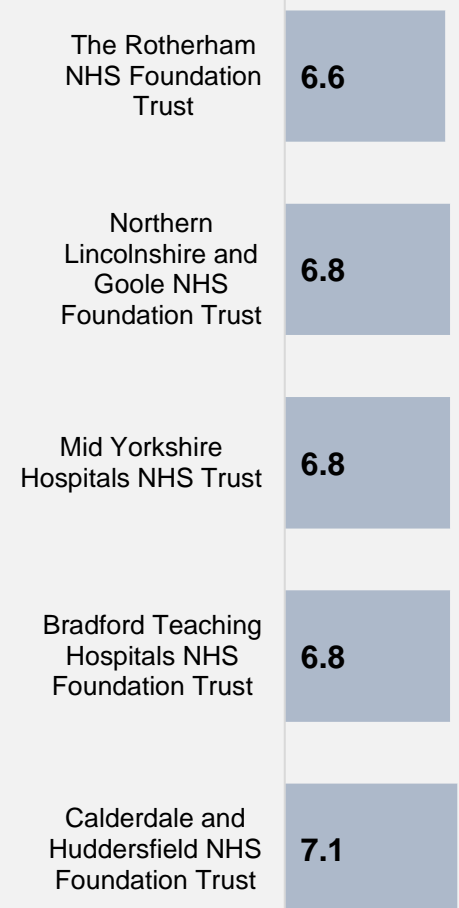 The Rotherham
NHS Foundation
Trust
6.6
Northern
Lincolnshire and
Goole NHS
Foundation Trust
6.8
Mid Yorkshire
Hospitals NHS Trust
6.8
Bradford Teaching
Hospitals NHS
Foundation Trust
6.8
Calderdale and
Huddersfield NHS
Foundation Trust
7.1